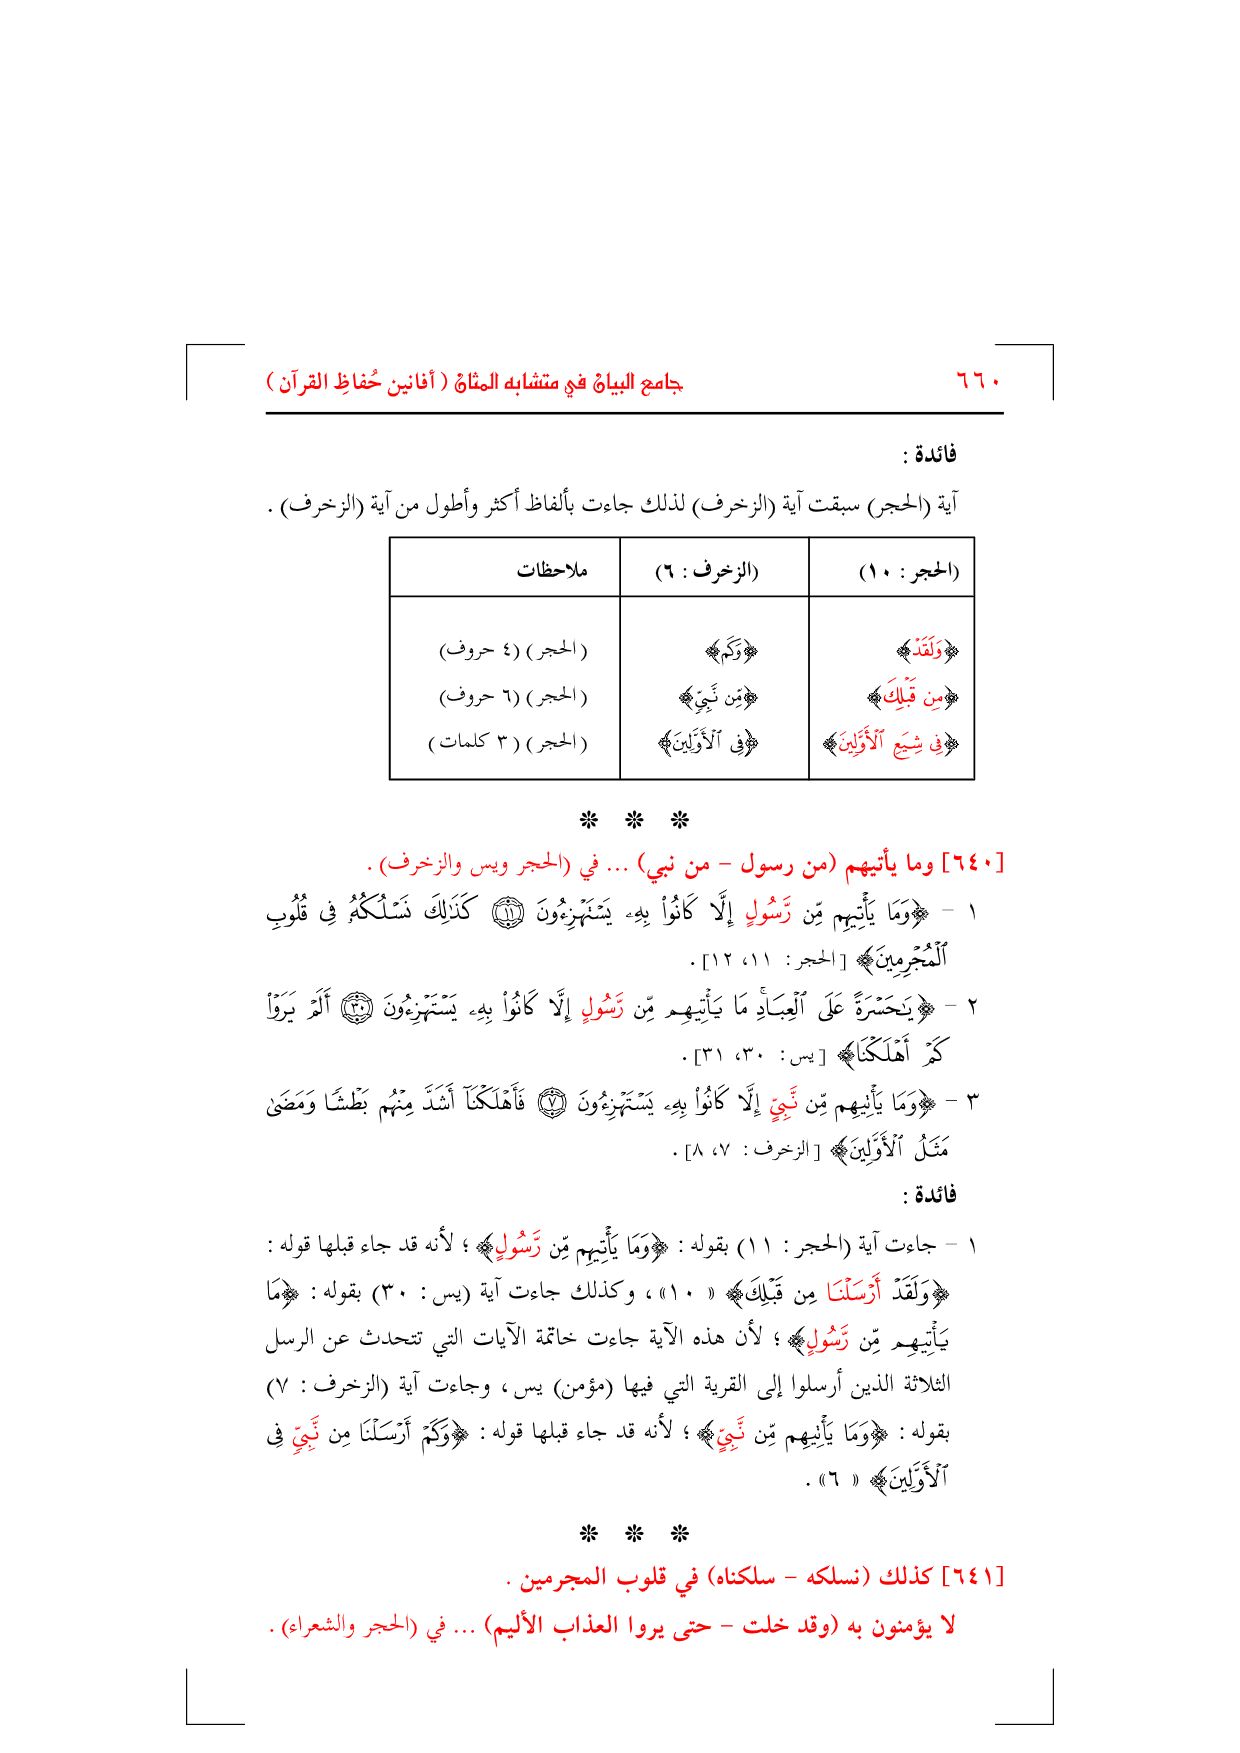 ٦٦٠ جامع البيان في متشابه المثان ( أفانين حُفاظِ القرآن )
فائدة :
آية (الحجر) سبقت آية (الزخرف) لذلك جاءت بألفاظ أكثر وأطول من آية (الزخرف) .
(الحجر : ١٠) (الزخرف : ٦) ملاحظات
﴿وَلَقَدْ﴾ ﴿وَكَمْ﴾ ( الحجر ) (٤ حروف)
﴿مِن قَبْلِكَ﴾ ﴿مِّن نَّبِيٍّ﴾ ( الحجر ) (٦ حروف)
﴿فِى شِيَعِ ٱلْأَوَّلِينَ﴾ ﴿فِى ٱلْأَوَّلِينَ﴾ ( الحجر ) ( ٣ كلمات )
❊ ❊ ❊
[٦٤٠] وما يأتيهم (من رسول – من نبي) ... في (الحجر ويس والزخرف) .
١ – ﴿وَمَا يَأْتِيهِم مِّن رَّسُولٍ إِلَّا كَانُوا۟ بِهِۦ يَسْتَهْزِءُونَ ۝١١ كَذَٰلِكَ نَسْلُكُهُۥ فِى قُلُوبِ
ٱلْمُجْرِمِينَ﴾ [الحجر : ١١، ١٢] .
٢ – ﴿يَـٰحَسْرَةً عَلَى ٱلْعِبَادِ ۚ مَا يَأْتِيهِم مِّن رَّسُولٍ إِلَّا كَانُوا۟ بِهِۦ يَسْتَهْزِءُونَ ۝٣٠ أَلَمْ يَرَوْا۟
كَمْ أَهْلَكْنَا﴾ [يس : ٣٠، ٣١] .
٣ – ﴿وَمَا يَأْتِيهِم مِّن نَّبِيٍّ إِلَّا كَانُوا۟ بِهِۦ يَسْتَهْزِءُونَ ۝٧ فَأَهْلَكْنَآ أَشَدَّ مِنْهُم بَطْشًا وَمَضَىٰ
مَثَلُ ٱلْأَوَّلِينَ﴾ [الزخرف : ٧، ٨] .
فائدة :
١ – جاءت آية (الحجر : ١١) بقوله : ﴿وَمَا يَأْتِيهِم مِّن رَّسُولٍ﴾ ؛ لأنه قد جاء قبلها قوله :
﴿وَلَقَدْ أَرْسَلْنَا مِن قَبْلِكَ﴾ « ١٠» ، وكذلك جاءت آية (يس : ٣٠) بقوله : ﴿مَا
يَأْتِيهِم مِّن رَّسُولٍ﴾ ؛ لأن هذه الآية جاءت خاتمة الآيات التي تتحدث عن الرسل
الثلاثة الذين أرسلوا إلى القرية التي فيها (مؤمن) يس ، وجاءت آية (الزخرف : ٧)
بقوله : ﴿وَمَا يَأْتِيهِم مِّن نَّبِيٍّ﴾ ؛ لأنه قد جاء قبلها قوله : ﴿وَكَمْ أَرْسَلْنَا مِن نَّبِيٍّ فِى
ٱلْأَوَّلِينَ﴾ « ٦» .
❊ ❊ ❊
[٦٤١] كذلك (نسلكه – سلكناه) في قلوب المجرمين .
لا يؤمنون به (وقد خلت – حتى يروا العذاب الأليم) ... في (الحجر والشعراء) .